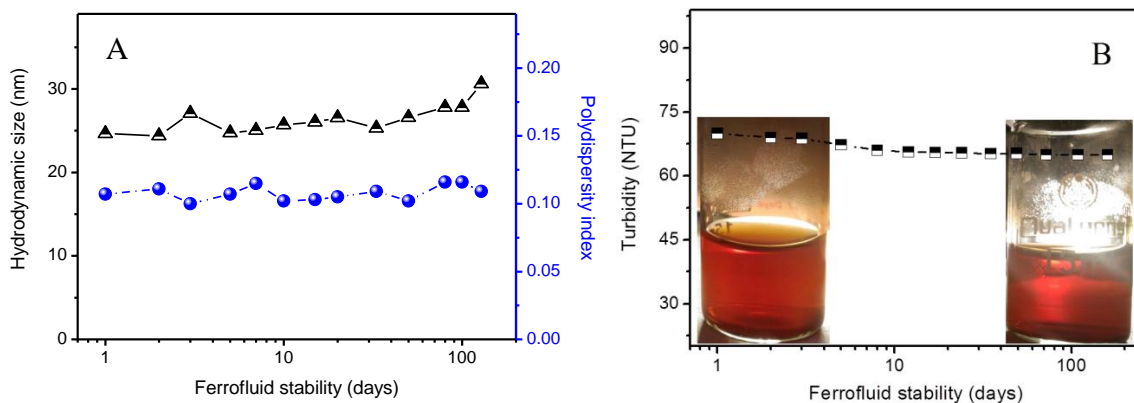 A
Hydrodynamic size (nm)
30
20
10
0
0.20
0.15
0.10
0.05
0.00
Polydispersity index
1
10
100
Ferrofluid stability (days)
B
Turbidity (NTU)
90
75
60
45
30
1
10
100
Ferrofluid stability (days)